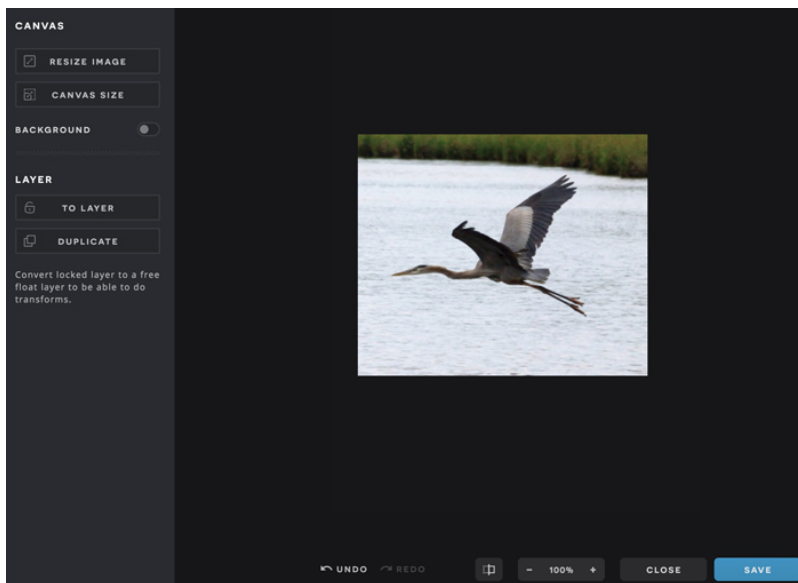 CANVAS
RESIZE IMAGE
CANVAS SIZE
BACKGROUND
LAYER
TO LAYER
DUPLICATE
Convert locked layer to a free
float layer to be able to do
transforms.
UNDO REDO - 100% + CLOSE SAVE